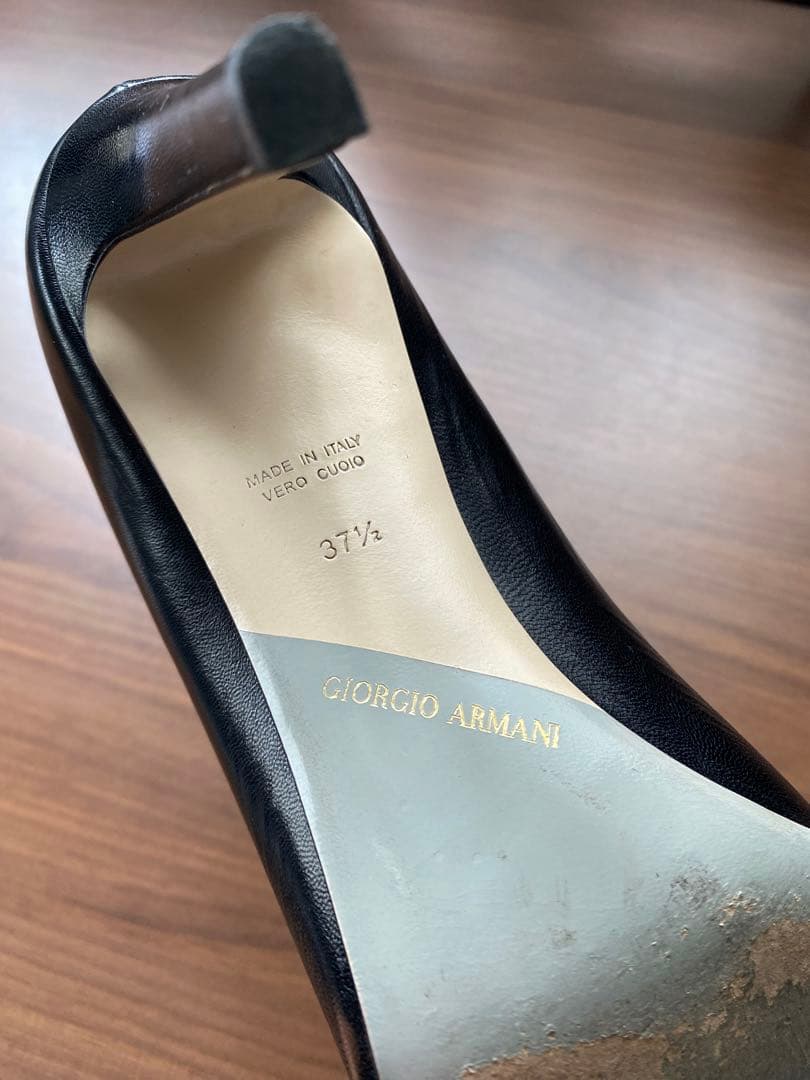 MADE IN ITALY
VERO CUOIO
37½
GIORGIO ARMANI